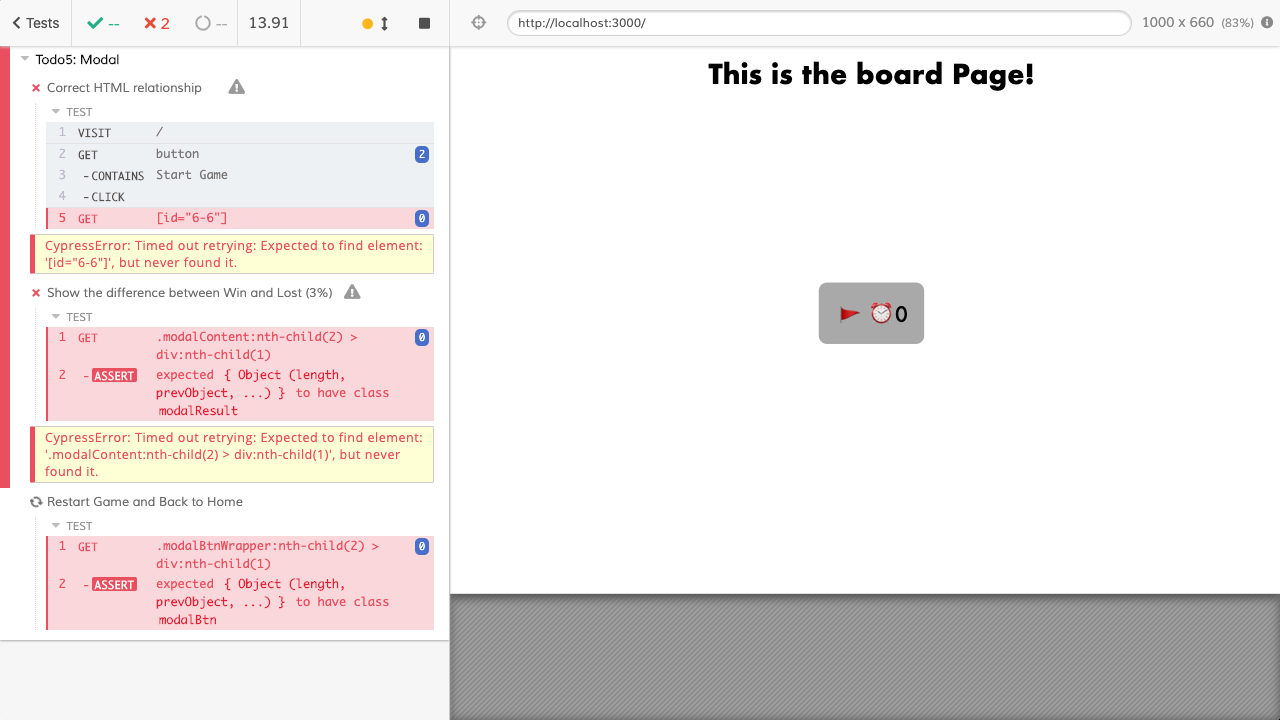 Tests
--
2
--
13.91
http://localhost:3000/
1000 x 660 (83%)
Todo5: Modal
Correct HTML relationship
TEST
1 VISIT /
2 GET button 2
3 -CONTAINS Start Game
4 -CLICK
5 GET [id="6-6"] 0
CypressError: Timed out retrying: Expected to find element:
'[id="6-6"]', but never found it.
Show the difference between Win and Lost (3%)
TEST
1 GET .modalContent:nth-child(2) > 0
div:nth-child(1)
2 -ASSERT expected { Object (length,
prevObject, ...) } to have class
modalResult
CypressError: Timed out retrying: Expected to find element:
'.modalContent:nth-child(2) > div:nth-child(1)', but never
found it.
Restart Game and Back to Home
TEST
1 GET .modalBtnWrapper:nth-child(2) > 0
div:nth-child(1)
2 -ASSERT expected { Object (length,
prevObject, ...) } to have class
modalBtn
This is the board Page!
0